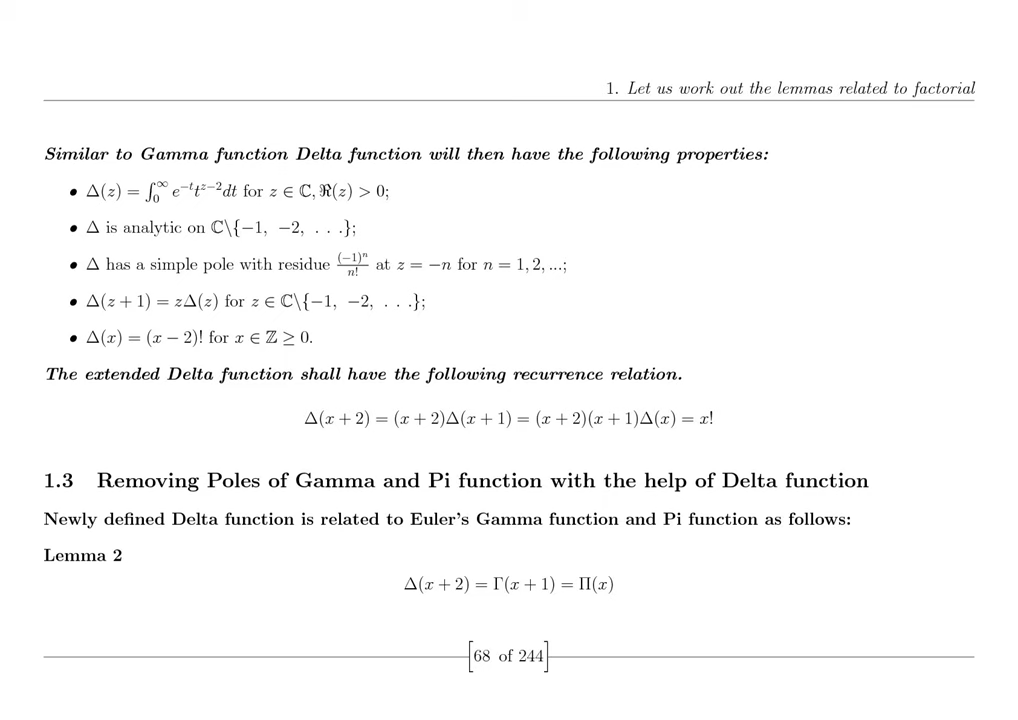 1. Let us work out the lemmas related to factorial
Similar to Gamma function Delta function will then have the following properties:
• Δ(z) = ∫₀^∞ e^{−t}t^{z−2}dt for z ∈ ℂ, ℜ(z) > 0;
• Δ is analytic on ℂ\{−1, −2, . . .};
• Δ has a simple pole with residue (−1)^n/n! at z = −n for n = 1, 2, ...;
• Δ(z + 1) = zΔ(z) for z ∈ ℂ\{−1, −2, . . .};
• Δ(x) = (x − 2)! for x ∈ ℤ ≥ 0.
The extended Delta function shall have the following recurrence relation.
Δ(x + 2) = (x + 2)Δ(x + 1) = (x + 2)(x + 1)Δ(x) = x!
1.3 Removing Poles of Gamma and Pi function with the help of Delta function
Newly defined Delta function is related to Euler's Gamma function and Pi function as follows:
Lemma 2
Δ(x + 2) = Γ(x + 1) = Π(x)
[68 of 244]